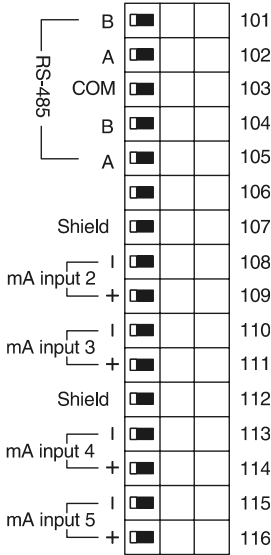 B 101
A 102
COM 103
RS-485
B 104
A 105
106
Shield 107
mA input 2
– 108
+ 109
mA input 3
– 110
+ 111
Shield 112
mA input 4
– 113
+ 114
mA input 5
– 115
+ 116